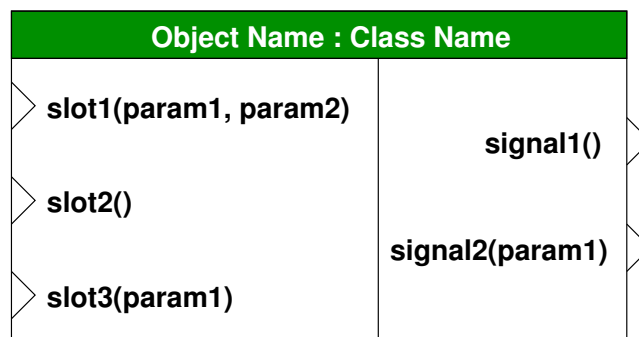 Object Name : Class Name
slot1(param1, param2)
signal1()
slot2()
signal2(param1)
slot3(param1)